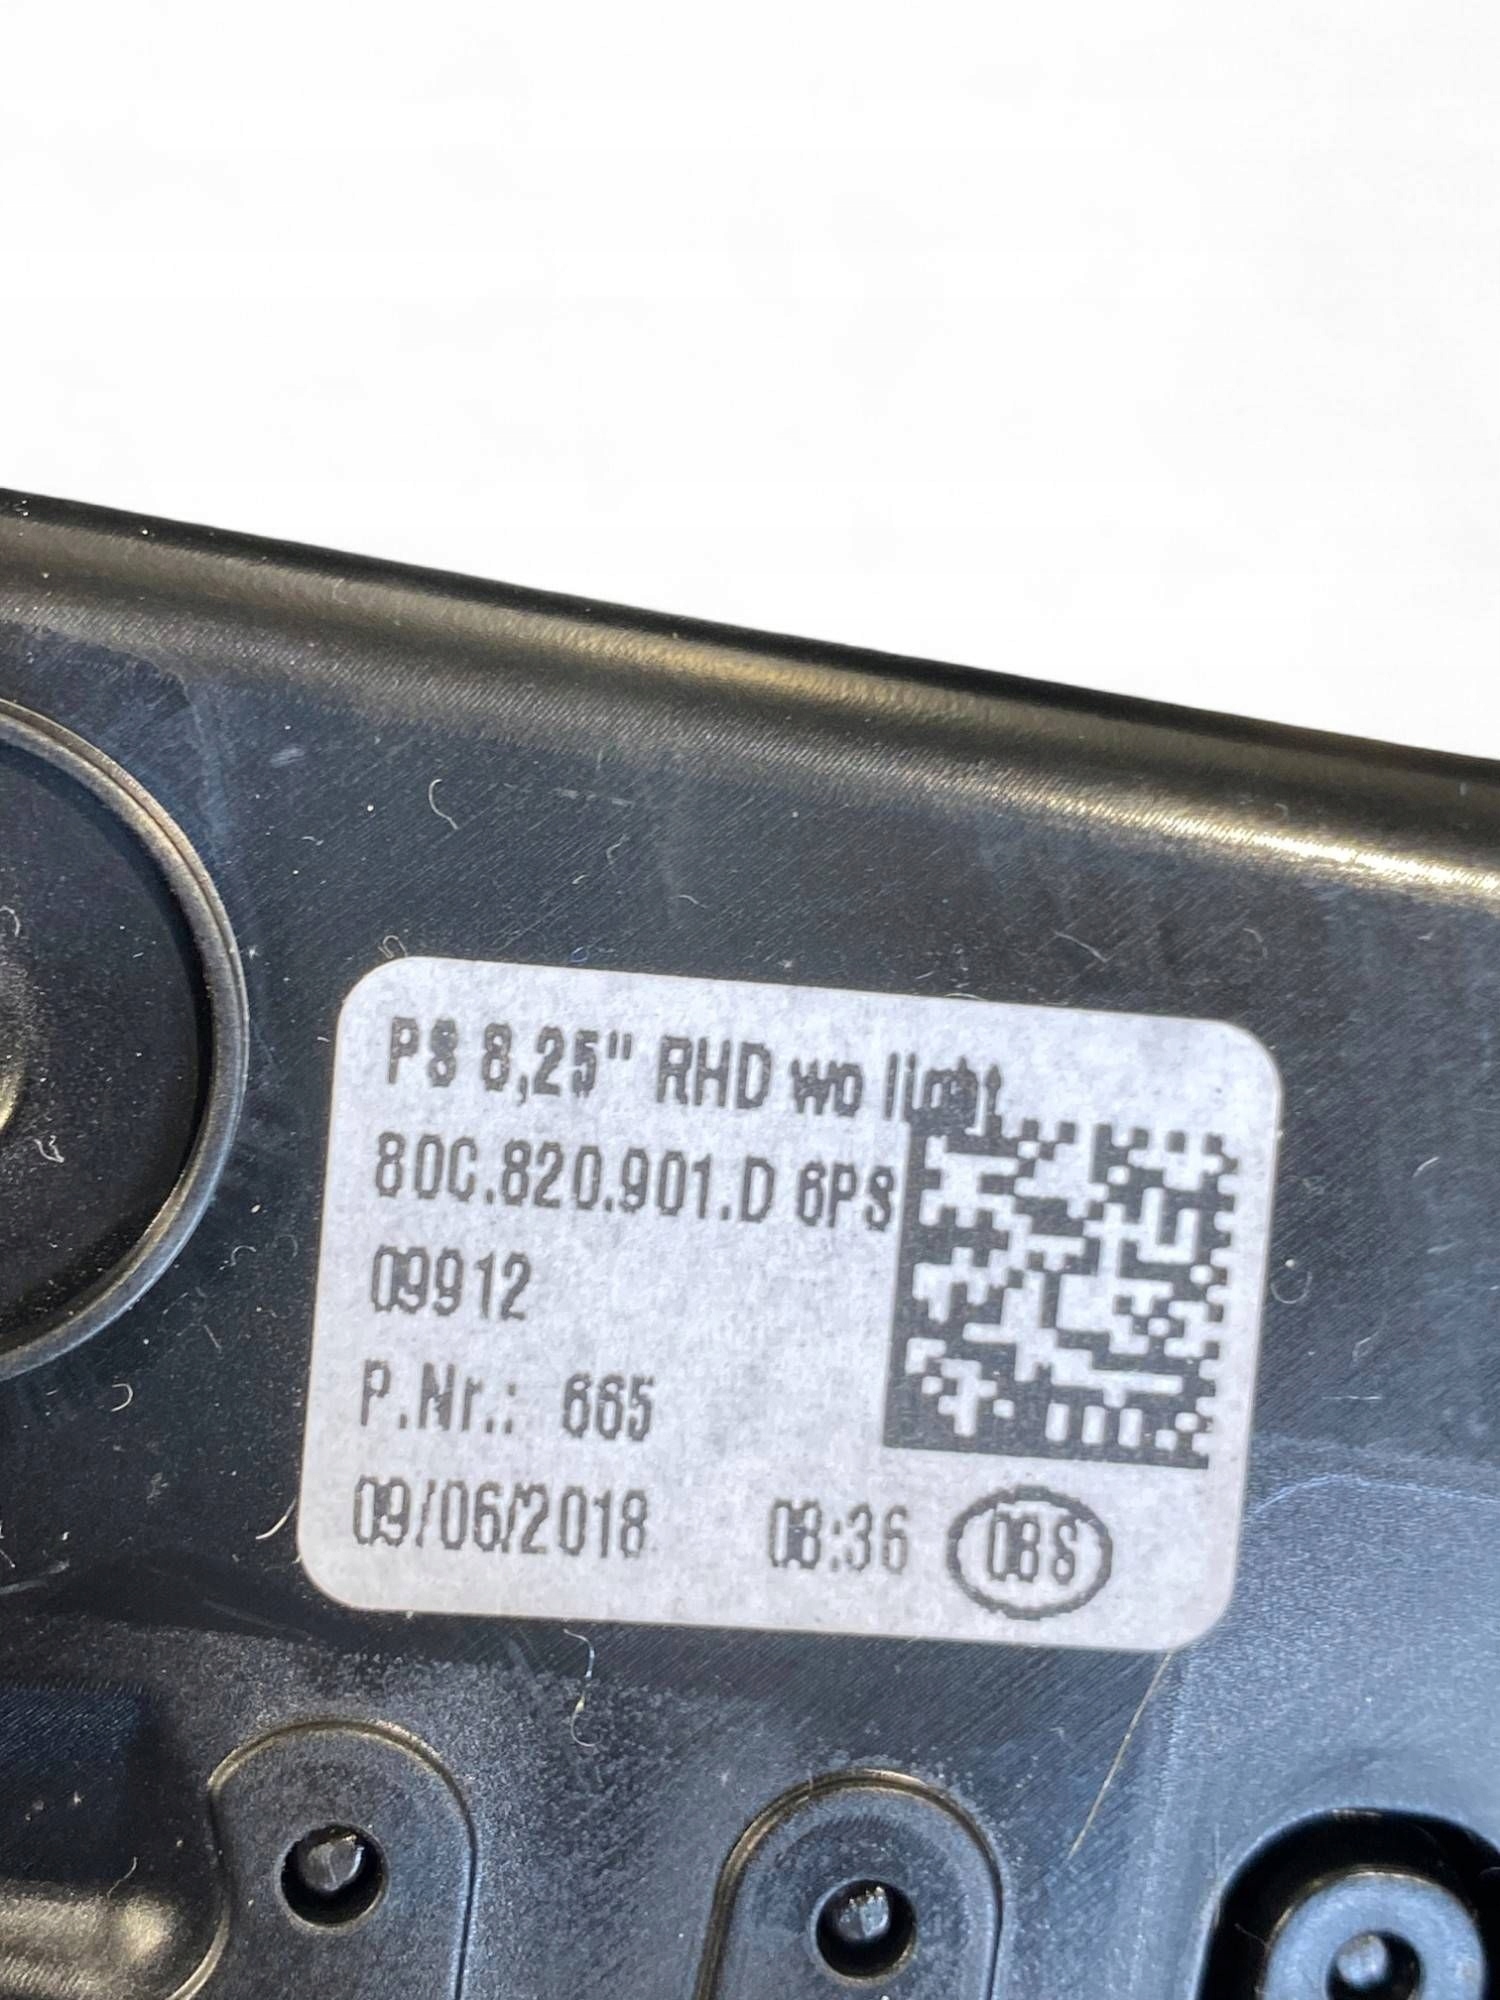 PS 8,25" RHD wo light
80C.820.901.D 6PS
09912
P.Nr.: 665
09/06/2018 08:36 08S